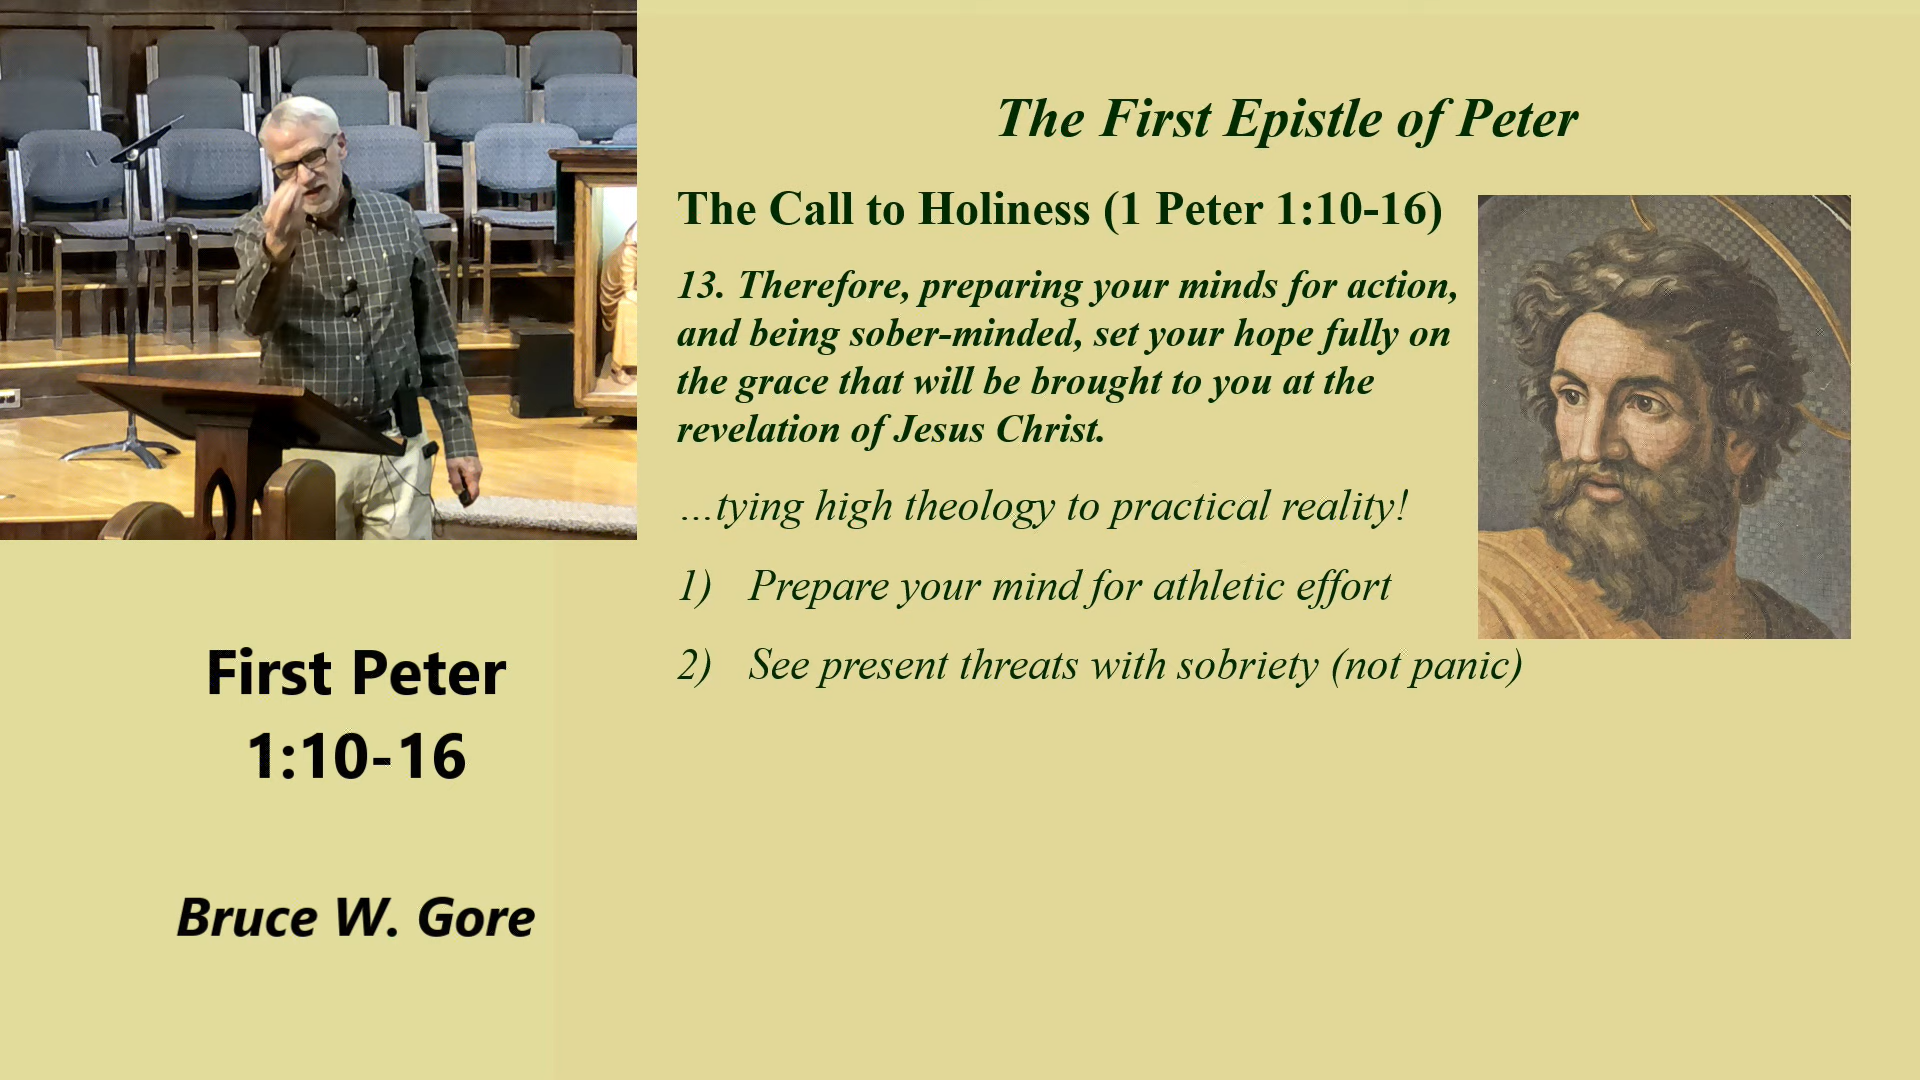 The First Epistle of Peter
The Call to Holiness (1 Peter 1:10-16)
13. Therefore, preparing your minds for action,
and being sober-minded, set your hope fully on
the grace that will be brought to you at the
revelation of Jesus Christ.
...tying high theology to practical reality!
1) Prepare your mind for athletic effort
2) See present threats with sobriety (not panic)
First Peter
1:10-16
Bruce W. Gore